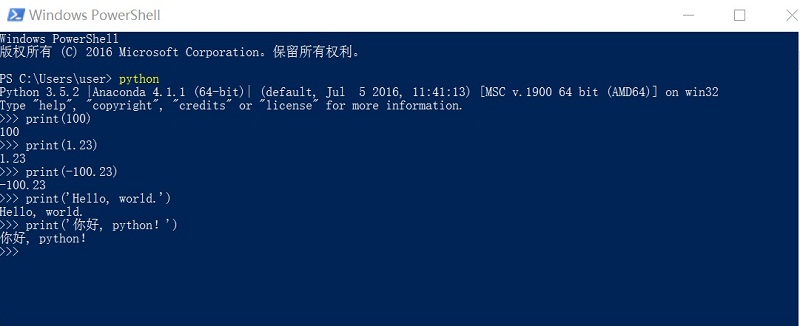 Windows PowerShell
Windows PowerShell
版权所有 (C) 2016 Microsoft Corporation。保留所有权利。
PS C:\Users\user> python
Python 3.5.2 |Anaconda 4.1.1 (64-bit)| (default, Jul  5 2016, 11:41:13) [MSC v.1900 64 bit (AMD64)] on win32
Type "help", "copyright", "credits" or "license" for more information.
>>> print(100)
100
>>> print(1.23)
1.23
>>> print(-100.23)
-100.23
>>> print('Hello, world.')
Hello, world.
>>> print('你好, python！')
你好, python！
>>>